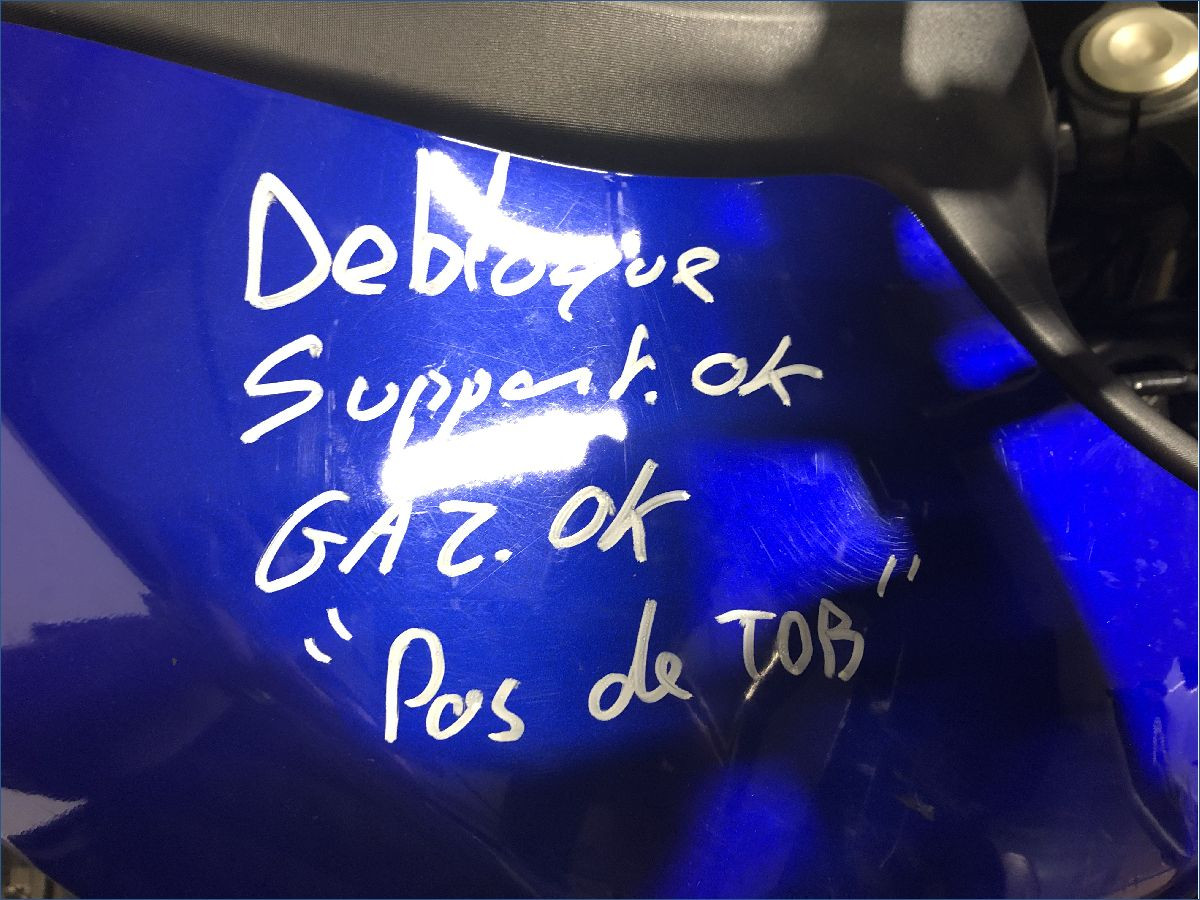 Debloque
Support. OK
GAZ. OK
"Pas de TOB"